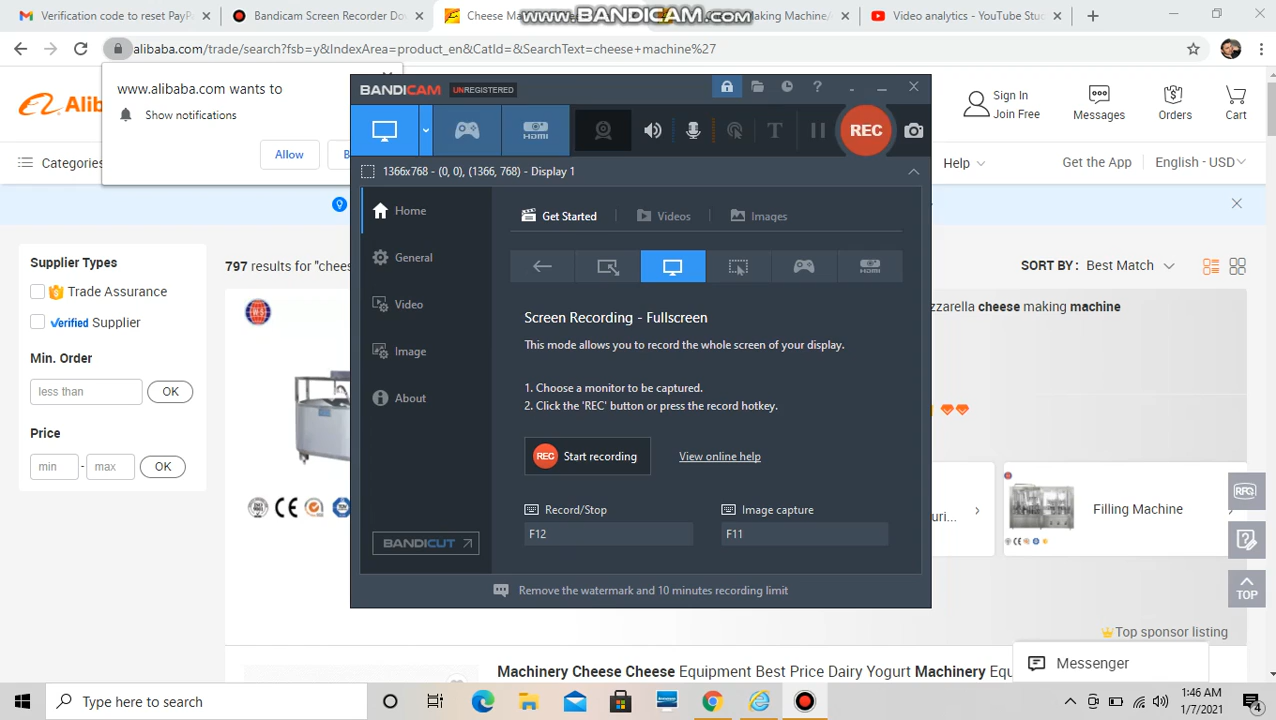 Verification code to reset PayP
Bandicam Screen Recorder Dow
Cheese Ma
aking Machine/
Video analytics - YouTube Studi
www.BANDICAM.com
alibaba.com/trade/search?fsb=y&IndexArea=product_en&CatId=&SearchText=cheese+machine%27
www.alibaba.com wants to
Show notifications
Allow
B
Alib
Categories
BANDICAM UNREGISTERED
HDMI
T
REC
1366x768 - (0, 0), (1366, 768) - Display 1
Home
General
Video
Image
About
BANDICUT
Get Started
Videos
Images
HDMI
Screen Recording - Fullscreen
This mode allows you to record the whole screen of your display.
1. Choose a monitor to be captured.
2. Click the 'REC' button or press the record hotkey.
REC Start recording
View online help
Record/Stop
Image capture
F12
F11
Remove the watermark and 10 minutes recording limit
Sign In
Join Free
Messages
Orders
Cart
Help
Get the App
English - USD
Supplier Types
Trade Assurance
Verified Supplier
Min. Order
less than
OK
Price
min
-
max
OK
797 results for "chees
SORT BY : Best Match
zzarella cheese making machine
uri...
Filling Machine
RFQ
TOP
Top sponsor listing
Messenger
Machinery Cheese Cheese Equipment Best Price Dairy Yogurt Machinery Equ
Type here to search
1:46 AM
1/7/2021
4